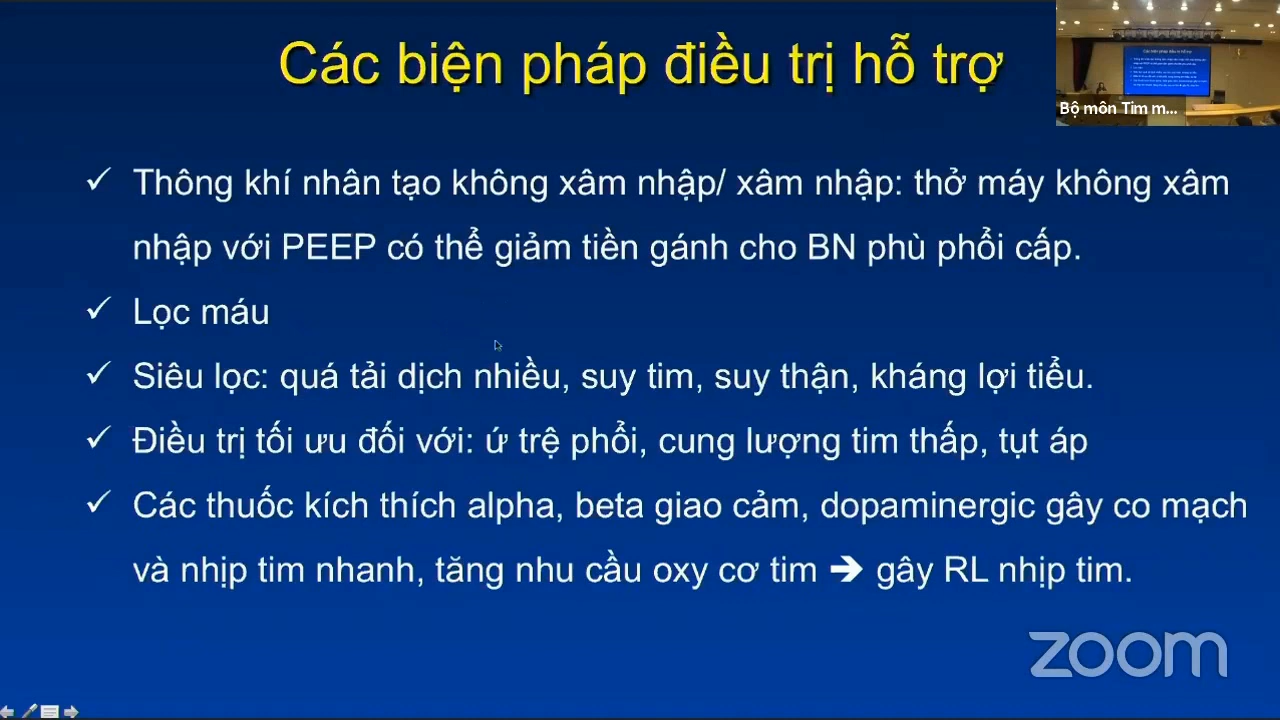 Các biện pháp điều trị hỗ trợ
Bộ môn Tim m...
✓ Thông khí nhân tạo không xâm nhập/ xâm nhập: thở máy không xâm
nhập với PEEP có thể giảm tiền gánh cho BN phù phổi cấp.
✓ Lọc máu
✓ Siêu lọc: quá tải dịch nhiều, suy tim, suy thận, kháng lợi tiểu.
✓ Điều trị tối ưu đối với: ứ trệ phổi, cung lượng tim thấp, tụt áp
✓ Các thuốc kích thích alpha, beta giao cảm, dopaminergic gây co mạch
và nhịp tim nhanh, tăng nhu cầu oxy cơ tim ➔ gây RL nhịp tim.
zoom